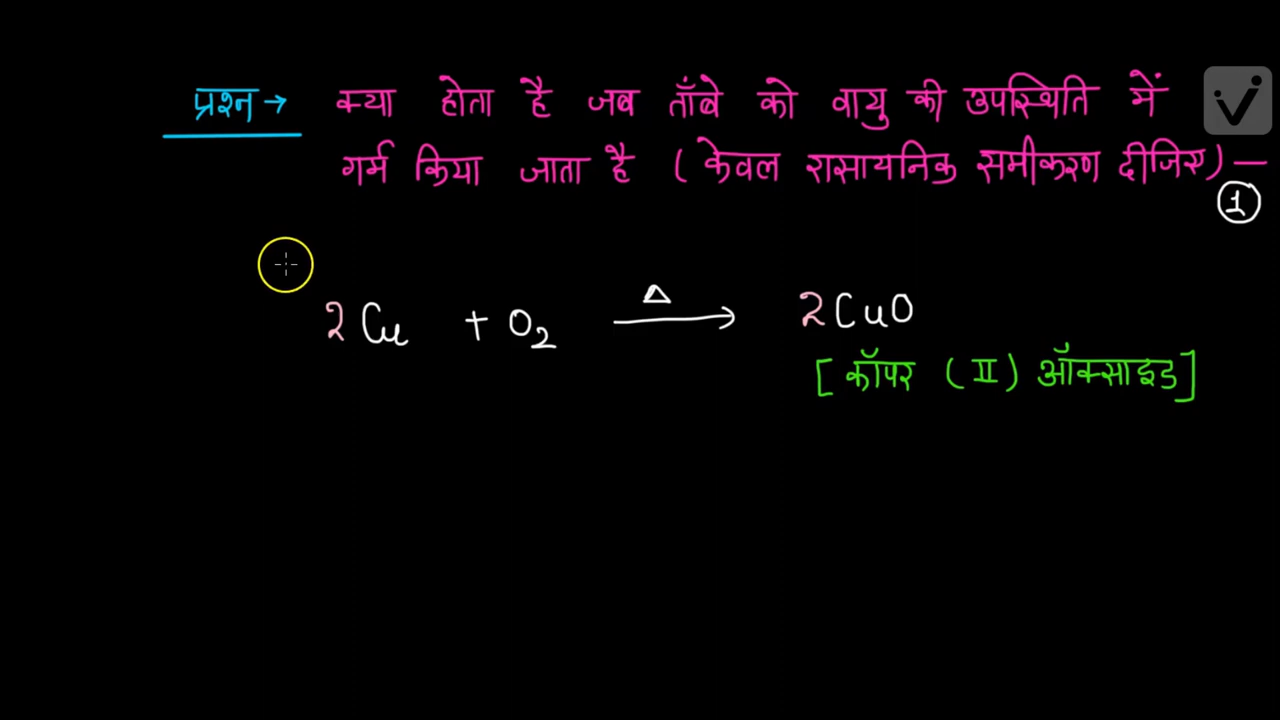 प्रश्न → क्या होता है जब ताँबे को वायु की उपस्थिति में
गर्म किया जाता है (केवल रासायनिक समीकरण दीजिए) —
1
2Cu + O₂ —Δ→ 2CuO
[कॉपर (II) ऑक्साइड]